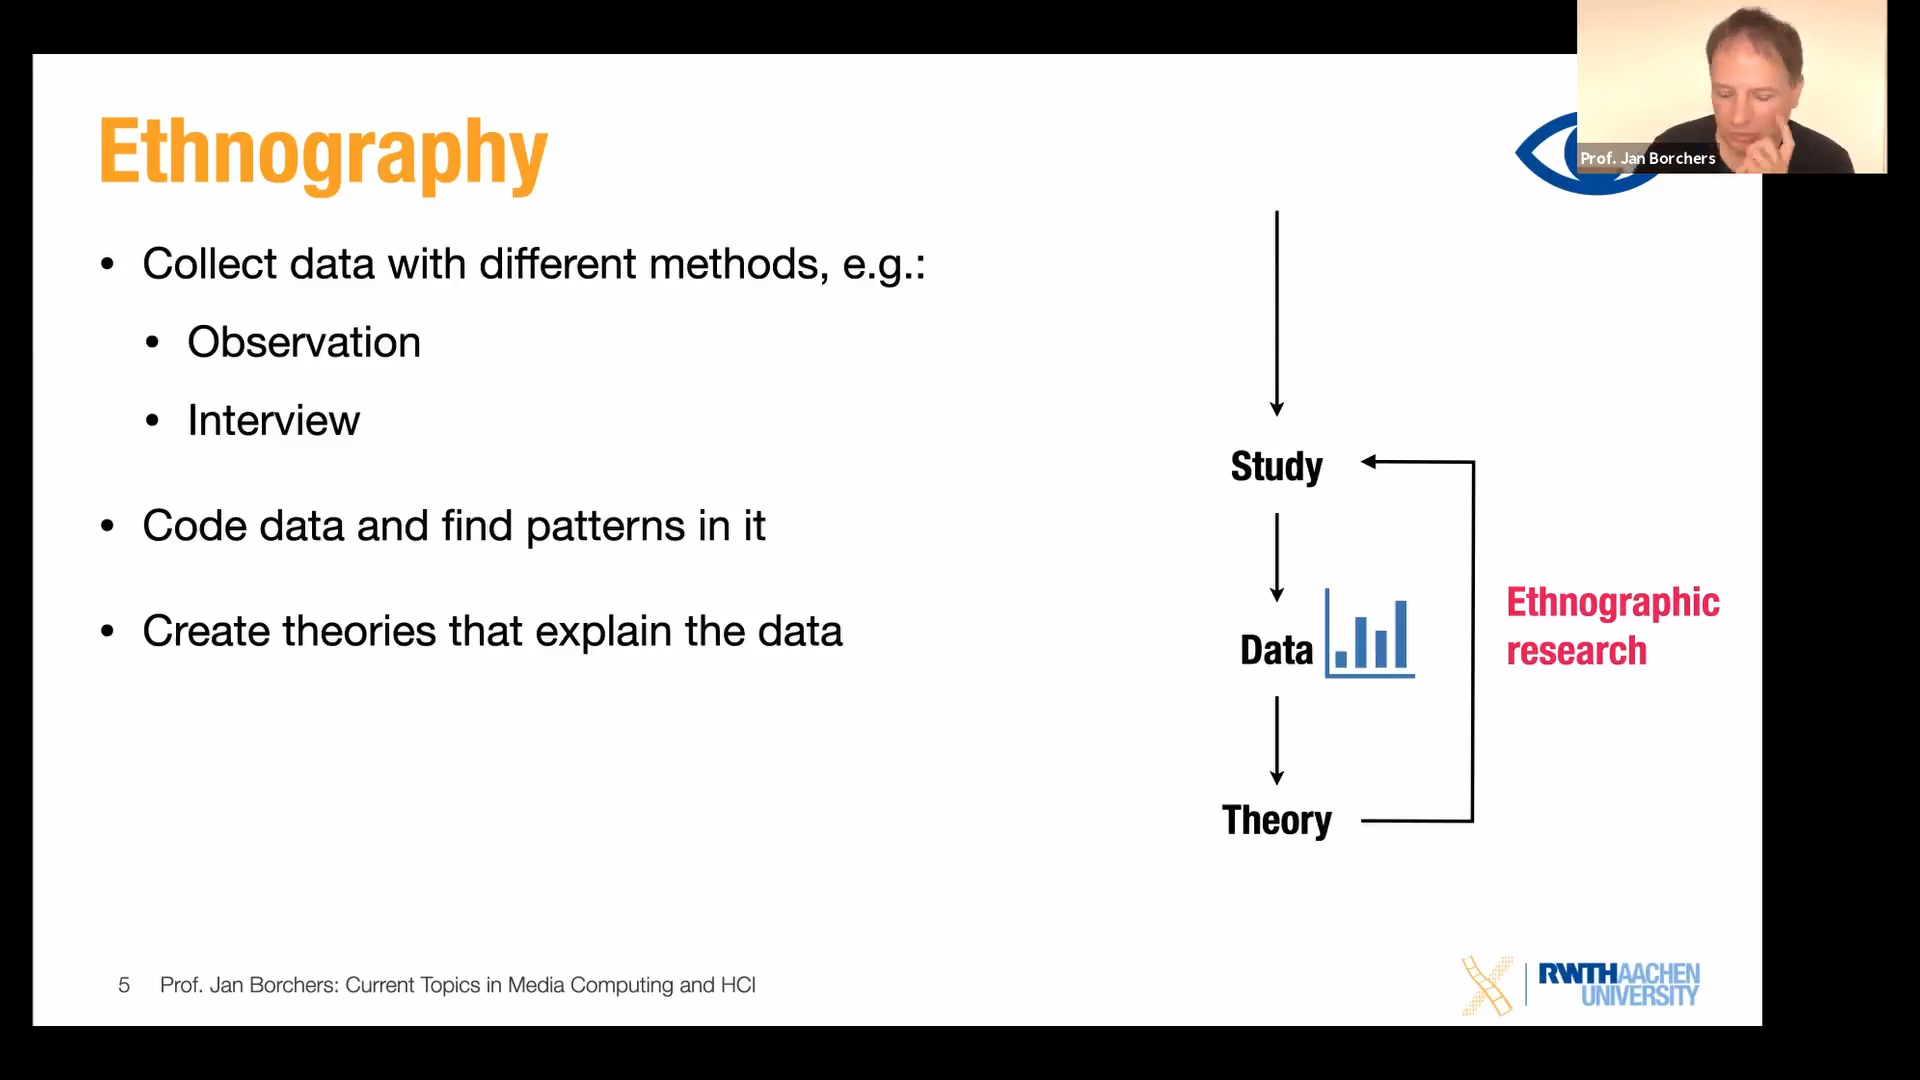 Ethnography
Prof. Jan Borchers
• Collect data with different methods, e.g.:
• Observation
• Interview
• Code data and find patterns in it
• Create theories that explain the data
Study
Data
Theory
Ethnographic
research
5 Prof. Jan Borchers: Current Topics in Media Computing and HCI
RWTH AACHEN
UNIVERSITY